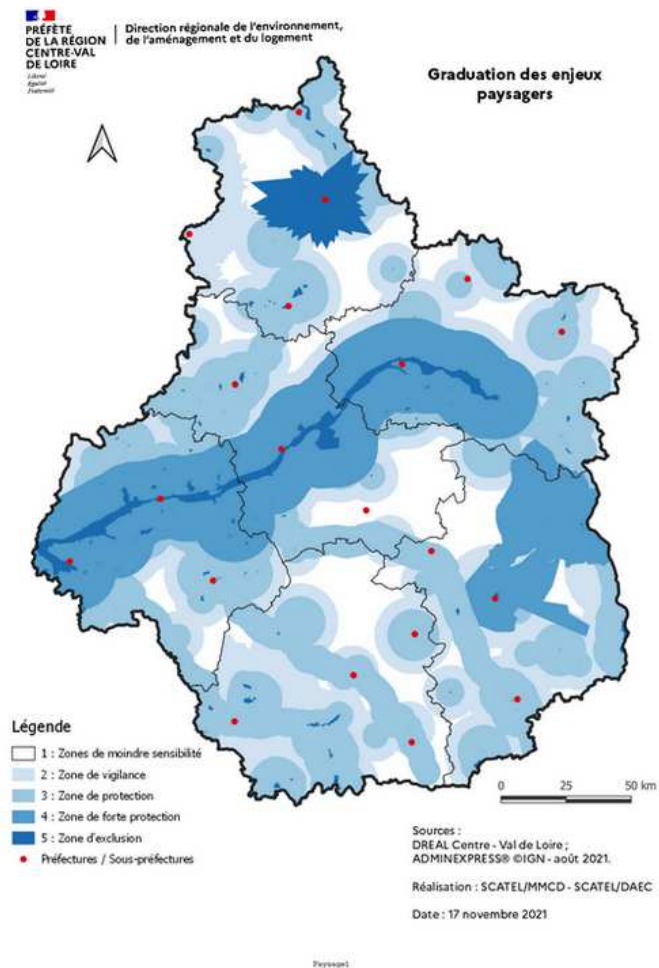 PRÉFÈTE
DE LA RÉGION
CENTRE-VAL
DE LOIRE
Liberté
Égalité
Fraternité
Direction régionale de l'environnement,
de l'aménagement et du logement
Graduation des enjeux
paysagers
Légende
1 : Zones de moindre sensibilité
2 : Zone de vigilance
3 : Zone de protection
4 : Zone de forte protection
5 : Zone d'exclusion
Préfectures / Sous-préfectures
0 25 50 km
Sources :
DREAL Centre - Val de Loire ;
ADMINEXPRESS® ©IGN - août 2021.
Réalisation : SCATEL/MMCD - SCATEL/DAEC
Date : 17 novembre 2021
Paysage1